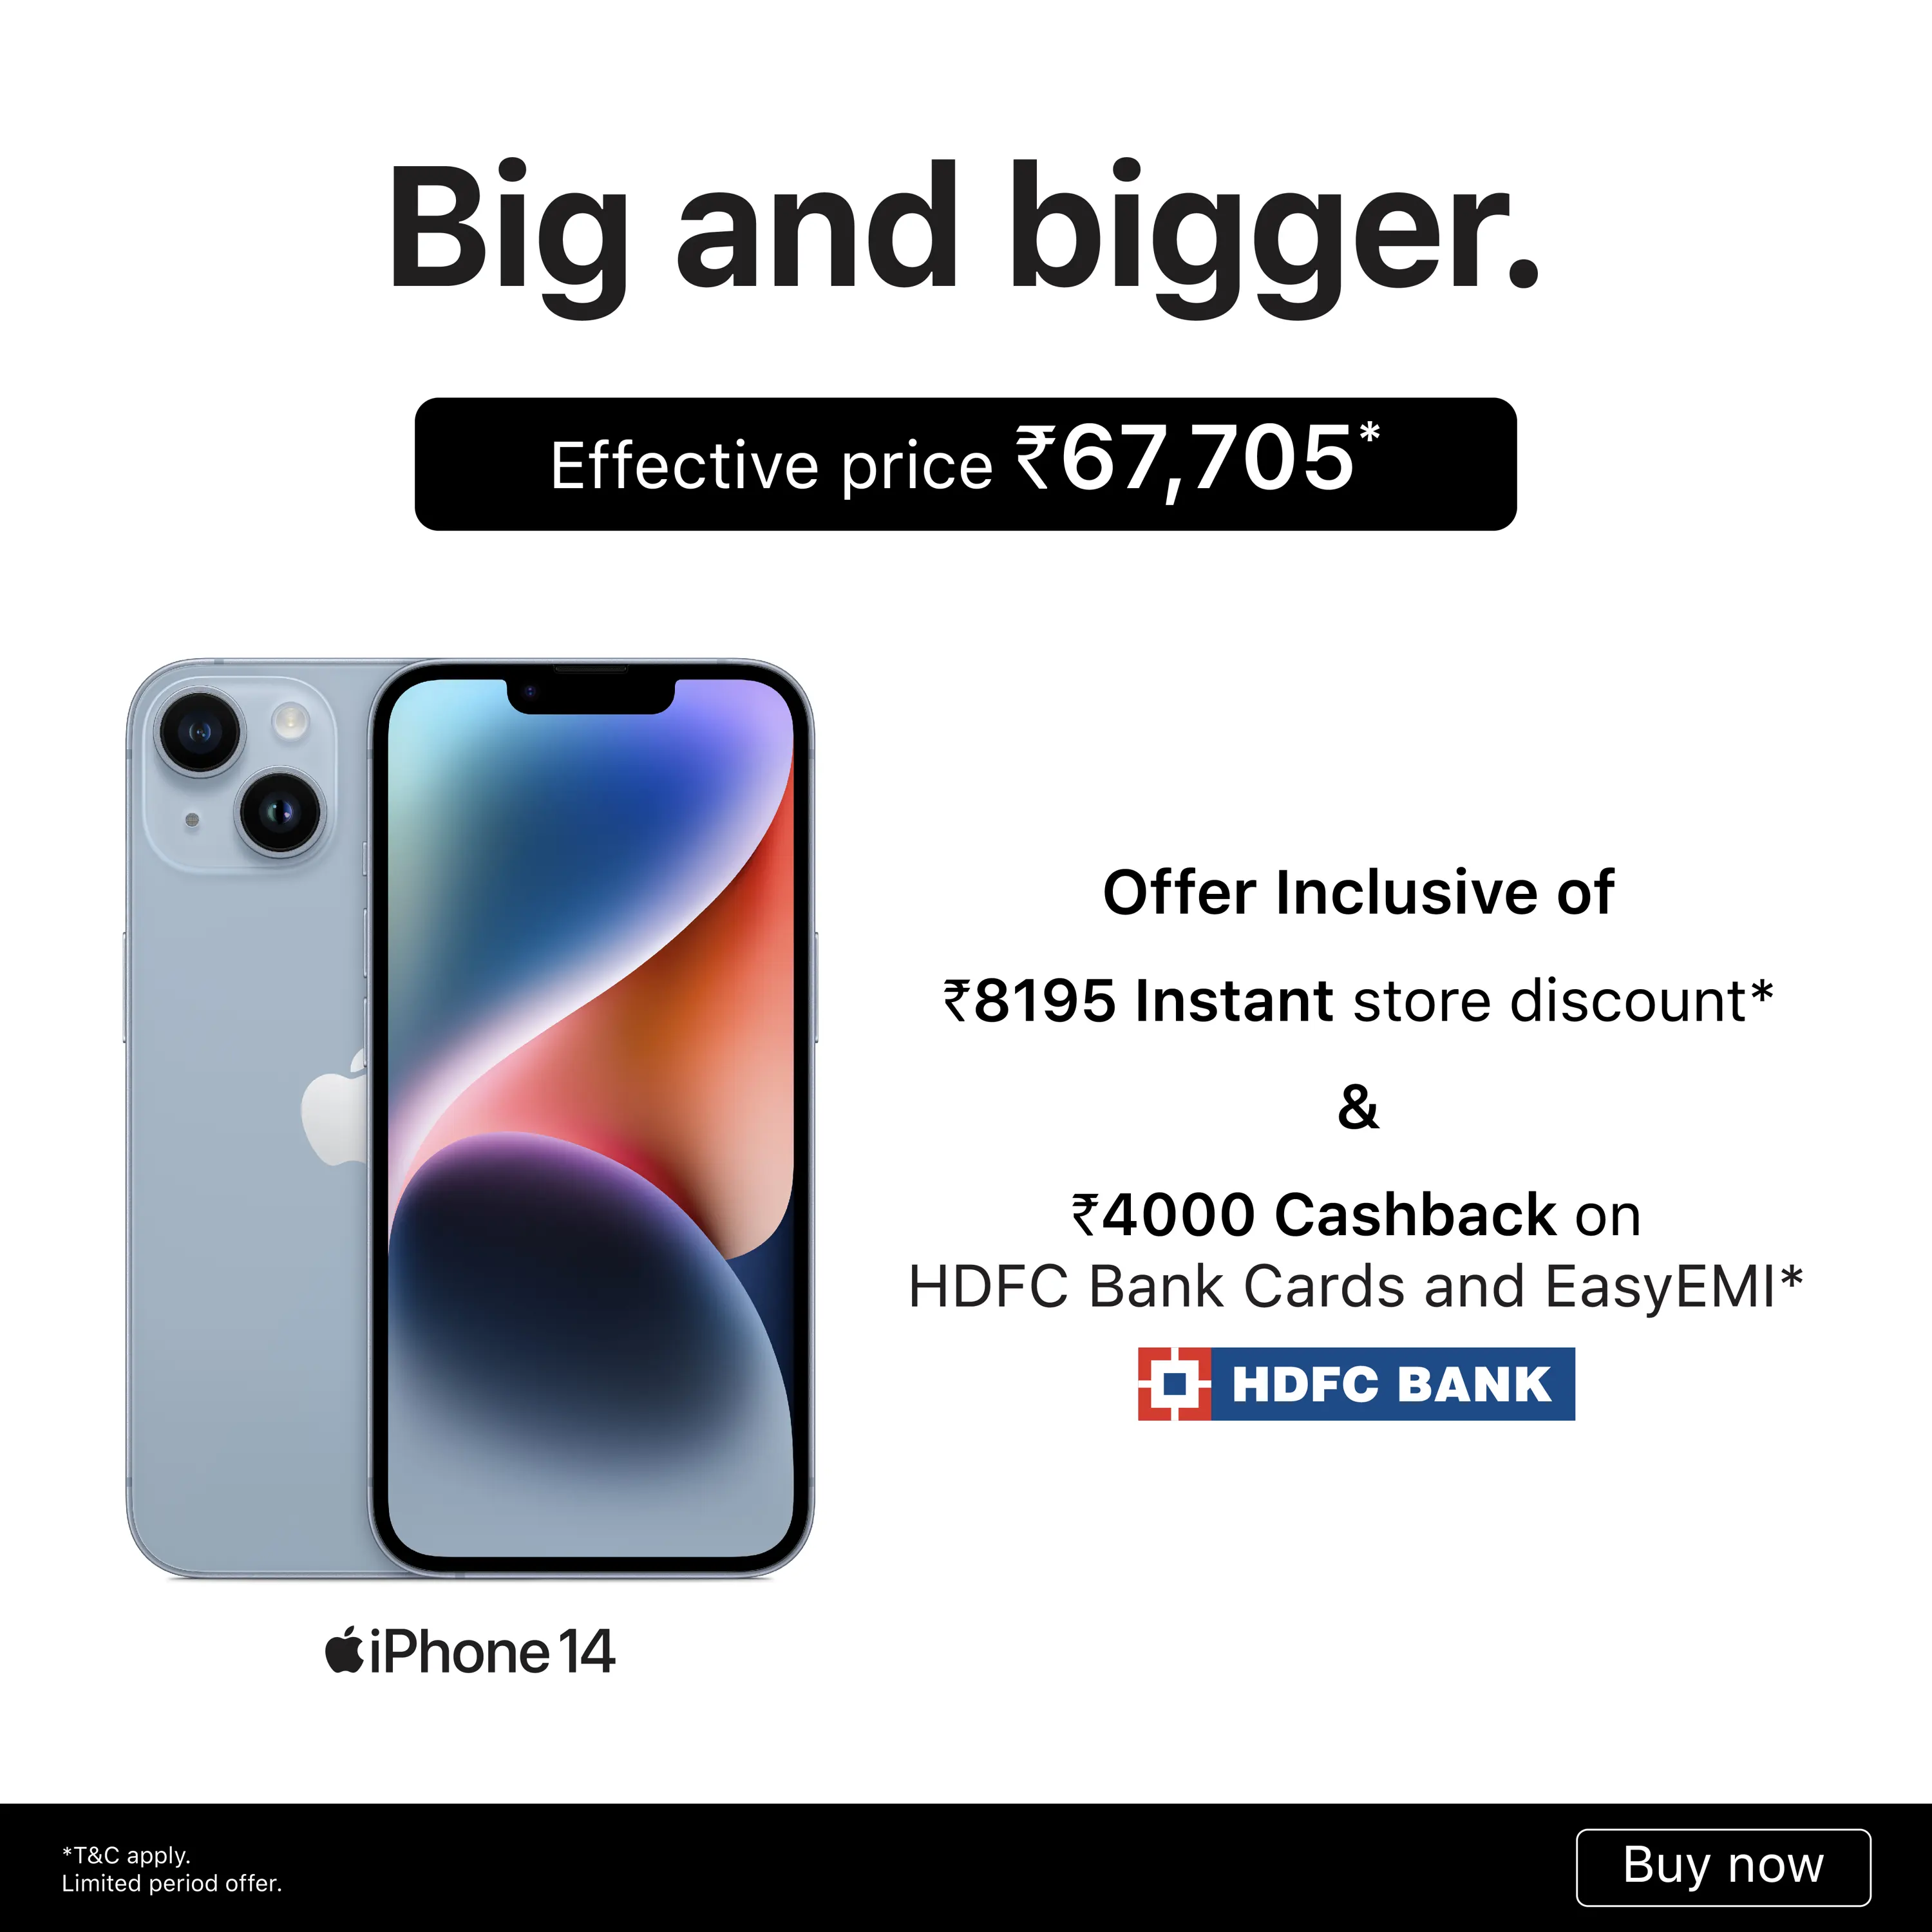 Big and bigger.
Effective price ₹67,705*
Offer Inclusive of
₹8195 Instant store discount*
&
₹4000 Cashback on
HDFC Bank Cards and EasyEMI*
HDFC BANK
iPhone 14
*T&C apply.
Limited period offer.
Buy now